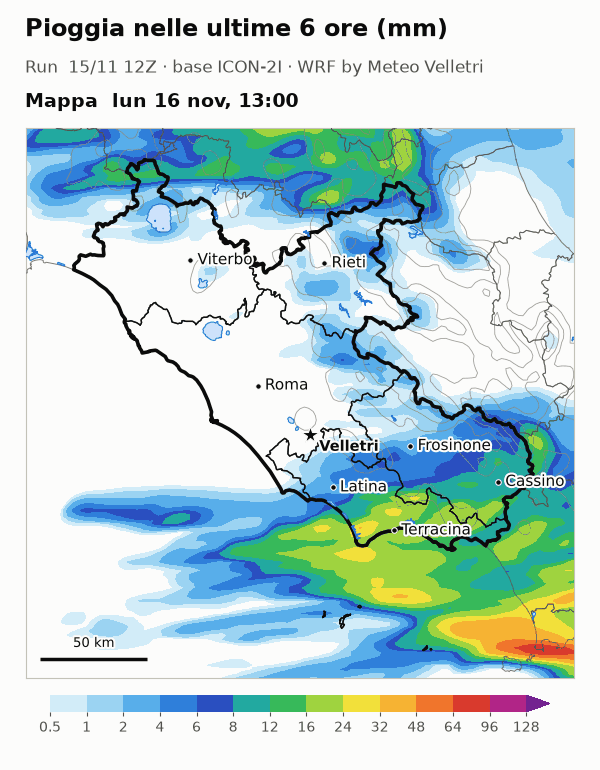 Pioggia nelle ultime 6 ore (mm)
Run  15/11 12Z · base ICON-2I · WRF by Meteo Velletri
Mappa  lun 16 nov, 13:00
Viterbo
Rieti
Roma
Velletri
Frosinone
Latina
Cassino
Terracina
50 km
0.5 1 2 4 6 8 12 16 24 32 48 64 96 128